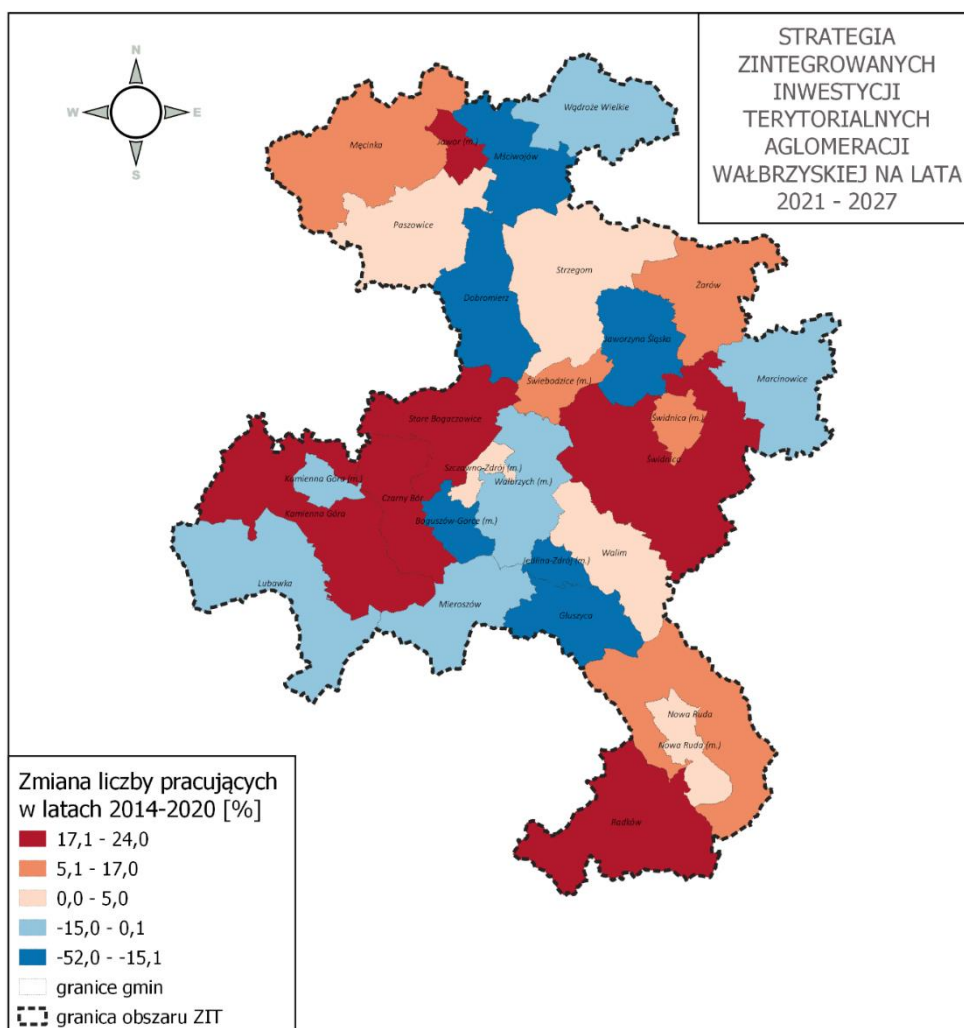 STRATEGIA
ZINTEGROWANYCH
INWESTYCJI
TERYTORIALNYCH
AGLOMERACJI
WAŁBRZYSKIEJ NA LATA
2021 - 2027
N
W
E
S
Wądroże Wielkie
Męcinka
Jawor (m.)
Mściwojów
Paszowice
Strzegom
Żarów
Dobromierz
Jaworzyna Śląska
Marcinowice
Świebodzice (m.)
Stare Bogaczowice
Świdnica (m.)
Świdnica
Szczawno-Zdrój (m.)
Kamienna Góra (m.)
Wałbrzych (m.)
Czarny Bór
Kamienna Góra
Boguszów-Gorce (m.)
Walim
Jedlina-Zdrój (m.)
Lubawka
Mieroszów
Głuszyca
Nowa Ruda
Nowa Ruda (m.)
Radków
Zmiana liczby pracujących
w latach 2014-2020 [%]
17,1 - 24,0
5,1 - 17,0
0,0 - 5,0
-15,0 - 0,1
-52,0 - -15,1
granice gmin
granica obszaru ZIT